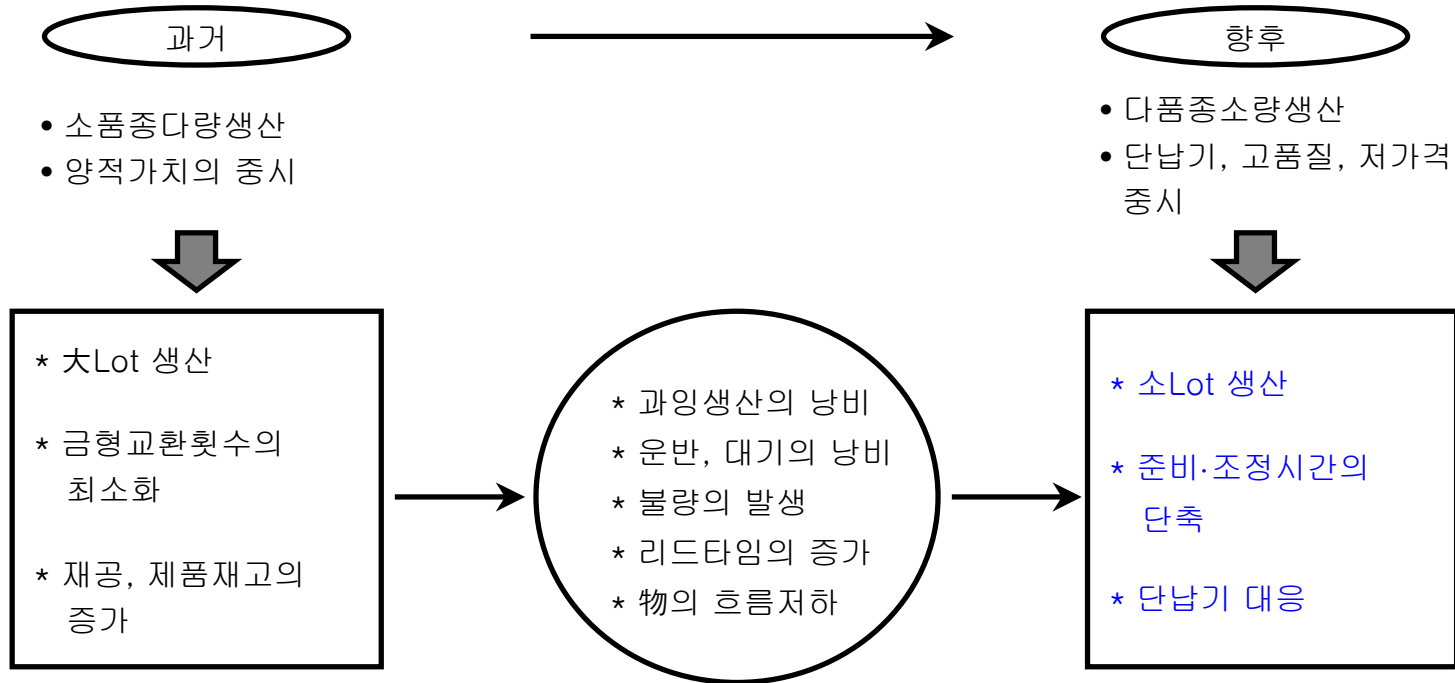 과거
향후
• 소품종다량생산
• 양적가치의 중시
• 다품종소량생산
• 단납기, 고품질, 저가격
중시
* 大Lot 생산
* 금형교환횟수의
최소화
* 재공, 제품재고의
증가
* 과잉생산의 낭비
* 운반, 대기의 낭비
* 불량의 발생
* 리드타임의 증가
* 物의 흐름저하
* 소Lot 생산
* 준비·조정시간의
단축
* 단납기 대응